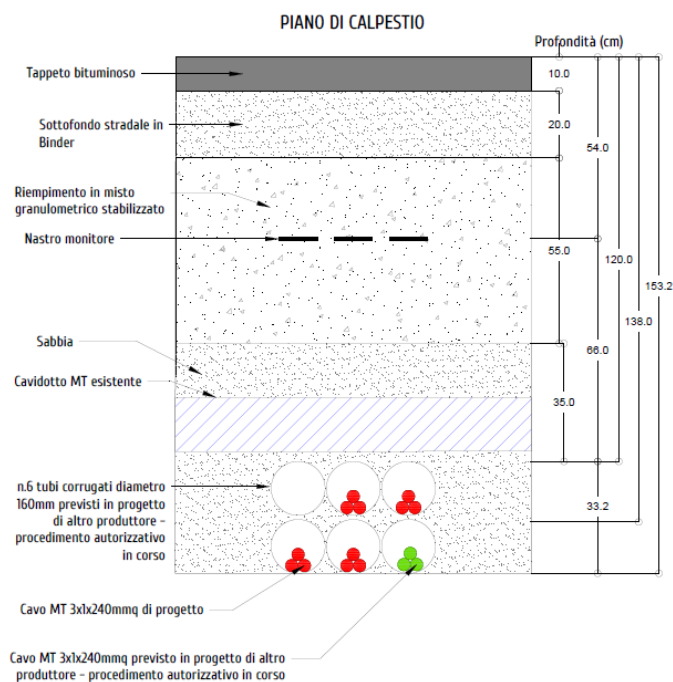 PIANO DI CALPESTIO
Profondità (cm)
Tappeto bituminoso
10.0
Sottofondo stradale in
Binder
20.0
54.0
Riempimento in misto
granulometrico stabilizzato
Nastro monitore
55.0
120.0
153.2
138.0
Sabbia
66.0
Cavidotto MT esistente
35.0
n.6 tubi corrugati diametro
160mm previsti in progetto
di altro produttore -
procedimento autorizzativo
in corso
33.2
Cavo MT 3x1x240mmq di progetto
Cavo MT 3x1x240mmq previsto in progetto di altro
produttore - procedimento autorizzativo in corso